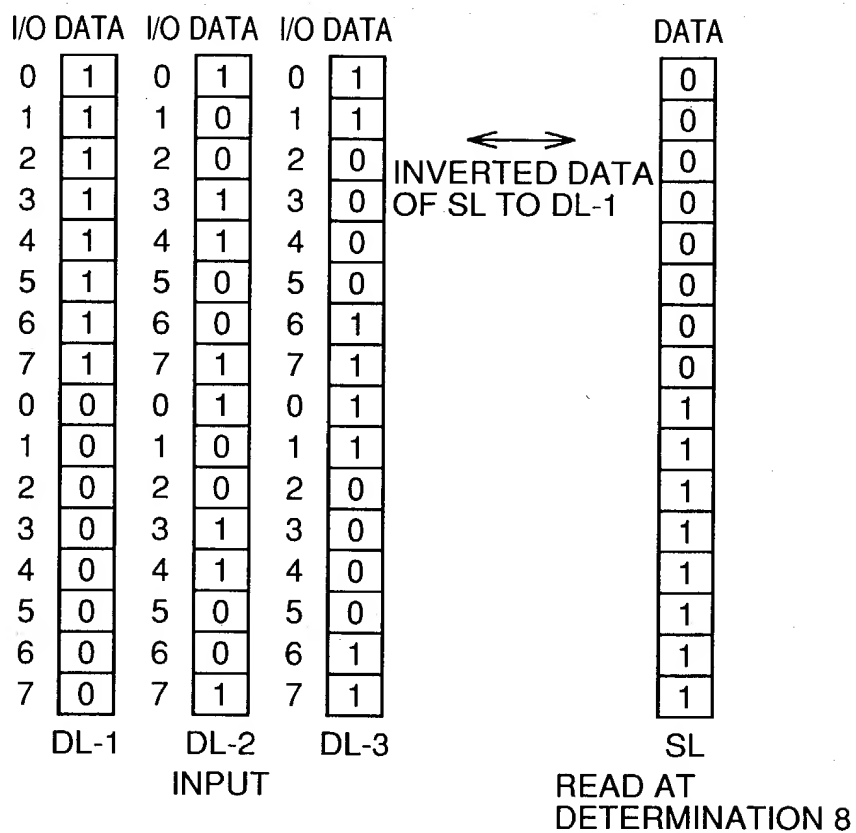 I/O DATA I/O DATA I/O DATA DATA
0 1 0 1 0 1 0
1 1 1 0 1 1 0
2 1 2 0 2 0 0
3 1 3 1 3 0 0
4 1 4 1 4 0 0
5 1 5 0 5 0 0
6 1 6 0 6 1 0
7 1 7 1 7 1 0
0 0 0 1 0 1 1
1 0 1 0 1 1 1
2 0 2 0 2 0 1
3 0 3 1 3 0 1
4 0 4 1 4 0 1
5 0 5 0 5 0 1
6 0 6 0 6 1 1
7 0 7 1 7 1 1
INVERTED DATA
OF SL TO DL-1
DL-1 DL-2 DL-3 SL
INPUT
READ AT
DETERMINATION 8